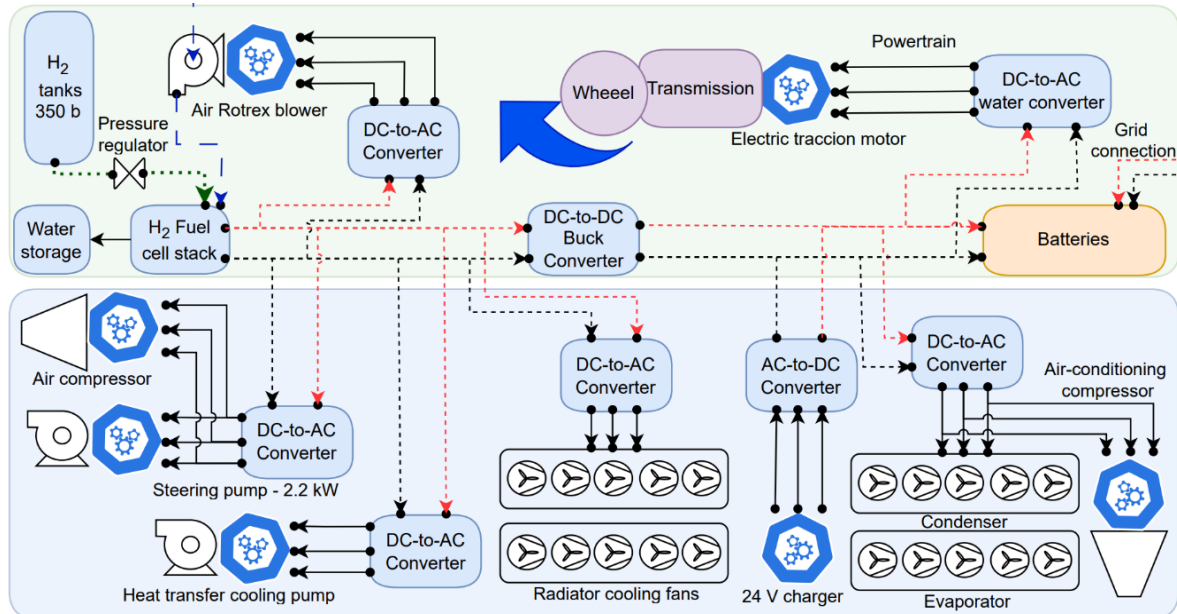 H2
tanks
350 b
Pressure
regulator
Air Rotrex blower
DC-to-AC
Converter
Wheeel
Transmission
Powertrain
Electric traccion motor
DC-to-AC
water converter
Grid
connection
Water
storage
H2 Fuel
cell stack
DC-to-DC
Buck
Converter
Batteries
Air compressor
DC-to-AC
Converter
Steering pump - 2.2 kW
DC-to-AC
Converter
Heat transfer cooling pump
DC-to-AC
Converter
Radiator cooling fans
AC-to-DC
Converter
24 V charger
DC-to-AC
Converter
Air-conditioning
compressor
Condenser
Evaporator